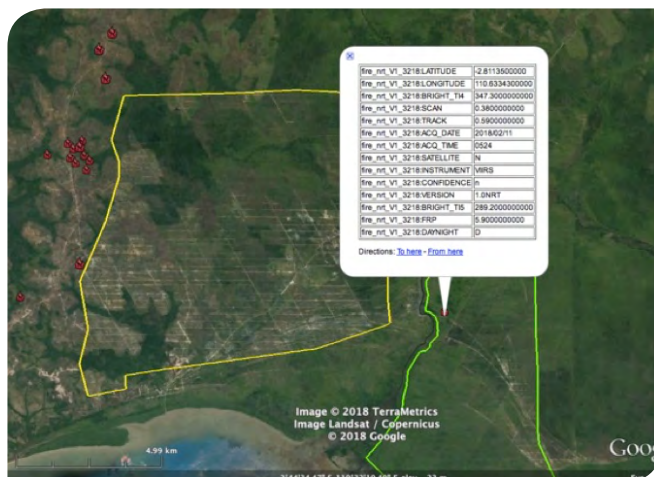 fire_nrt_V1_3218:LATITUDE -2.8113500000
fire_nrt_V1_3218:LONGITUDE 110.6334300000
fire_nrt_V1_3218:BRIGHT_TI4 347.3000000000
fire_nrt_V1_3218:SCAN 0.3800000000
fire_nrt_V1_3218:TRACK 0.5900000000
fire_nrt_V1_3218:ACQ_DATE 2018/02/11
fire_nrt_V1_3218:ACQ_TIME 0524
fire_nrt_V1_3218:SATELLITE N
fire_nrt_V1_3218:INSTRUMENT VIIRS
fire_nrt_V1_3218:CONFIDENCE n
fire_nrt_V1_3218:VERSION 1.0NRT
fire_nrt_V1_3218:BRIGHT_TI5 289.2000000000
fire_nrt_V1_3218:FRP 5.9000000000
fire_nrt_V1_3218:DAYNIGHT D
Directions: To here - From here
Image © 2018 TerraMetrics
Image Landsat / Copernicus
© 2018 Google
Goo
4.99 km